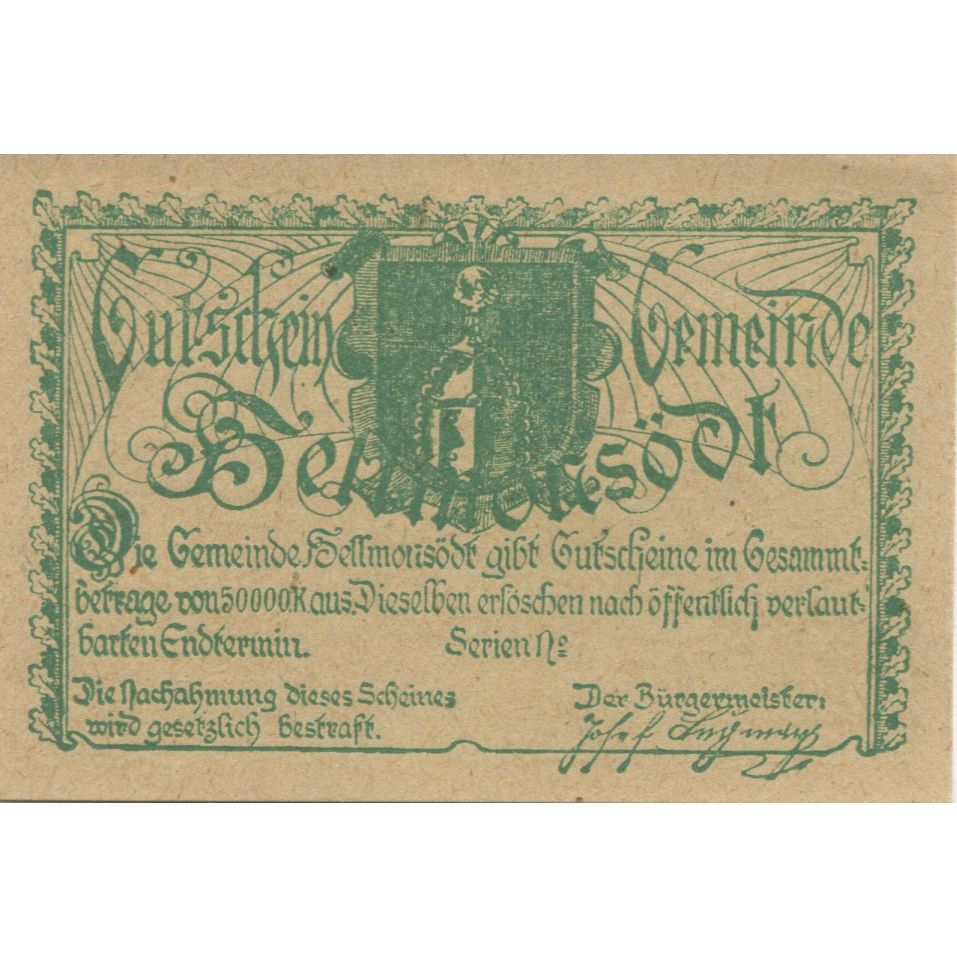 Gutschein Gemeinde
Hellmonsödt
Die Gemeinde Hellmonsödt gibt Gutscheine im Gesammt-
betrage von 50000 K aus. Dieselben erlöschen nach öffentlich verlaut-
barten Endtermin. Serien No
Die Nachahmung dieses Scheines Der Bürgermeister:
wird gesetzlich bestraft. Josef